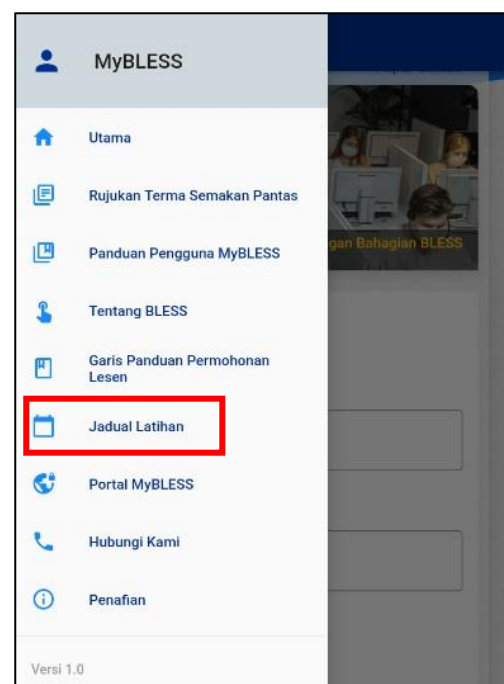 MyBLESS
Utama
Rujukan Terma Semakan Pantas
gan Bahagian BLESS
Panduan Pengguna MyBLESS
Tentang BLESS
Garis Panduan Permohonan
Lesen
Jadual Latihan
Portal MyBLESS
Hubungi Kami
Penafian
Versi 1.0